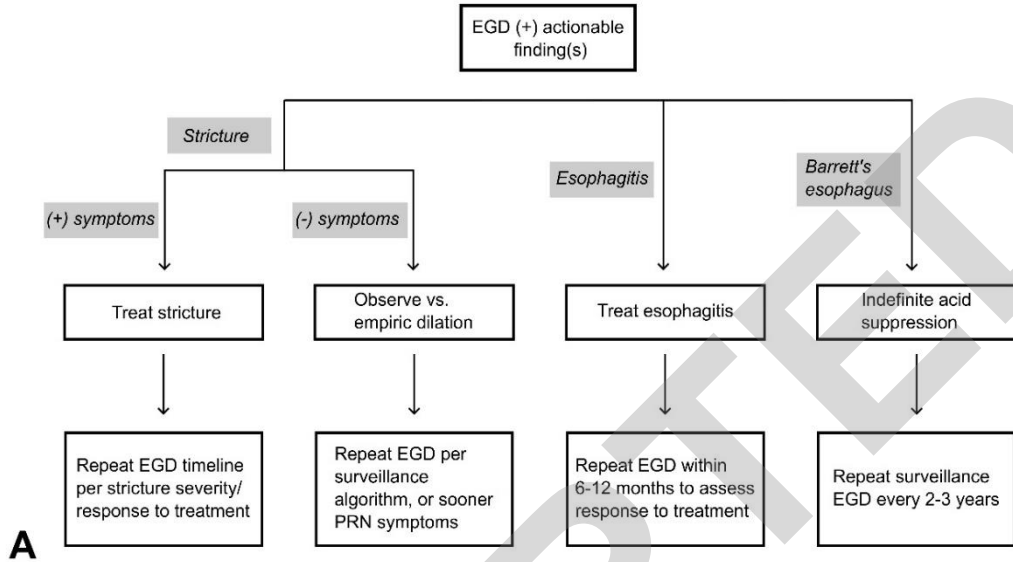 EGD (+) actionable
finding(s)
Stricture
Esophagitis
Barrett's
esophagus
(+) symptoms
(-) symptoms
Treat stricture
Observe vs.
empiric dilation
Treat esophagitis
Indefinite acid
suppression
Repeat EGD timeline
per stricture severity/
response to treatment
Repeat EGD per
surveillance
algorithm, or sooner
PRN symptoms
Repeat EGD within
6-12 months to assess
response to treatment
Repeat surveillance
EGD every 2-3 years
A
PTED